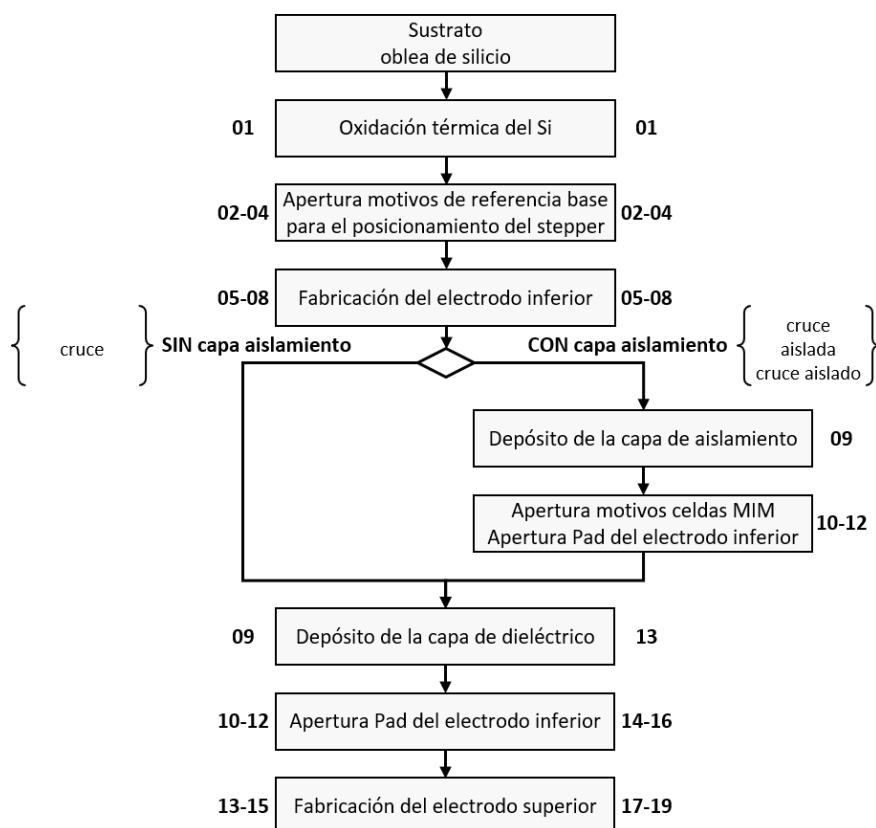 Sustrato
oblea de silicio
01 Oxidación térmica del Si 01
Apertura motivos de referencia base
02-04 para el posicionamiento del stepper 02-04
05-08 Fabricación del electrodo inferior 05-08
cruce SIN capa aislamiento CON capa aislamiento cruce
aislada
cruce aislado
Depósito de la capa de aislamiento 09
Apertura motivos celdas MIM
Apertura Pad del electrodo inferior 10-12
09 Depósito de la capa de dieléctrico 13
10-12 Apertura Pad del electrodo inferior 14-16
13-15 Fabricación del electrodo superior 17-19